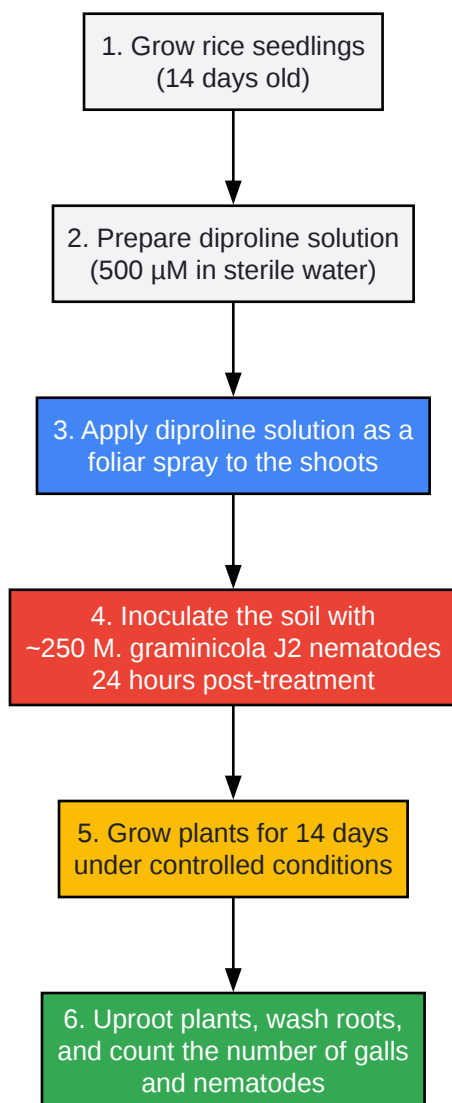 1. Grow rice seedlings
(14 days old)
2. Prepare diproline solution
(500 µM in sterile water)
3. Apply diproline solution as a
foliar spray to the shoots
4. Inoculate the soil with
~250 M. graminicola J2 nematodes
24 hours post-treatment
5. Grow plants for 14 days
under controlled conditions
6. Uproot plants, wash roots,
and count the number of galls
and nematodes